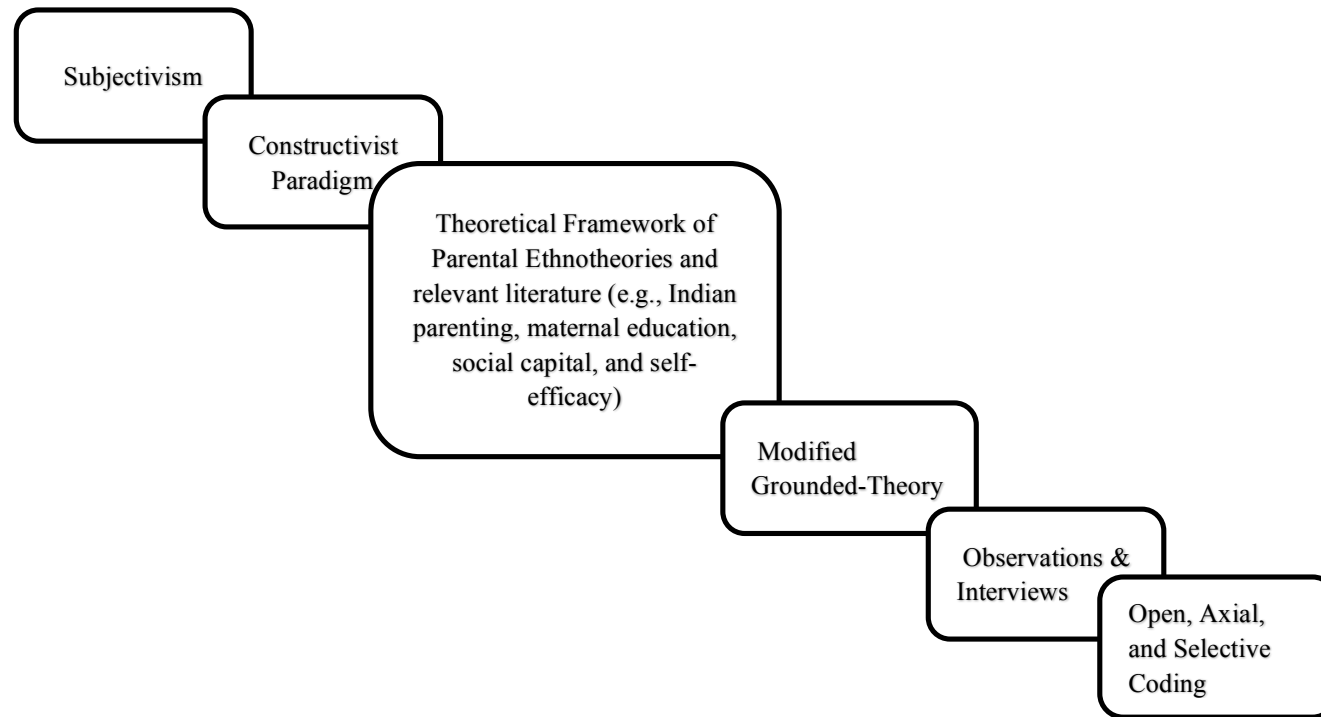 Subjectivism
Constructivist
Paradigm
Theoretical Framework of
Parental Ethnotheories and
relevant literature (e.g., Indian
parenting, maternal education,
social capital, and self-
efficacy)
Modified
Grounded-Theory
Observations &
Interviews
Open, Axial,
and Selective
Coding